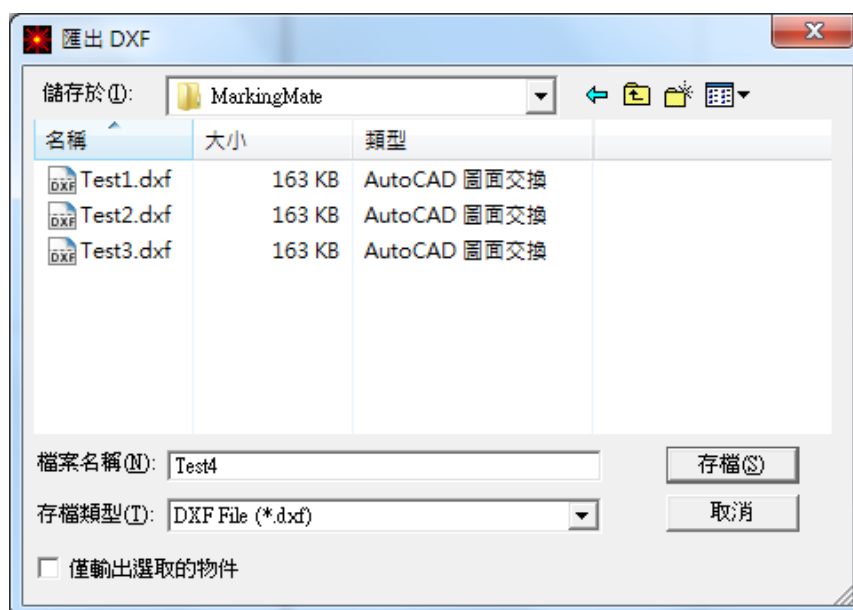 匯出 DXF
儲存於(I): MarkingMate
名稱 大小 類型
Test1.dxf 163 KB AutoCAD 圖面交換
Test2.dxf 163 KB AutoCAD 圖面交換
Test3.dxf 163 KB AutoCAD 圖面交換
檔案名稱(N): Test4 存檔(S)
存檔類型(T): DXF File (*.dxf) 取消
僅輸出選取的物件